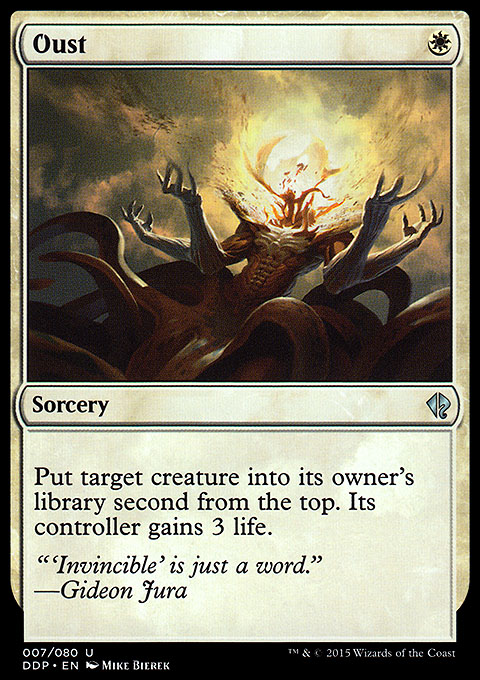 Oust
Sorcery
Put target creature into its owner's
library second from the top. Its
controller gains 3 life.
“‘Invincible’ is just a word.”
—Gideon Jura
007/080 U
DDP • EN Mike Bierek
™ & © 2015 Wizards of the Coast